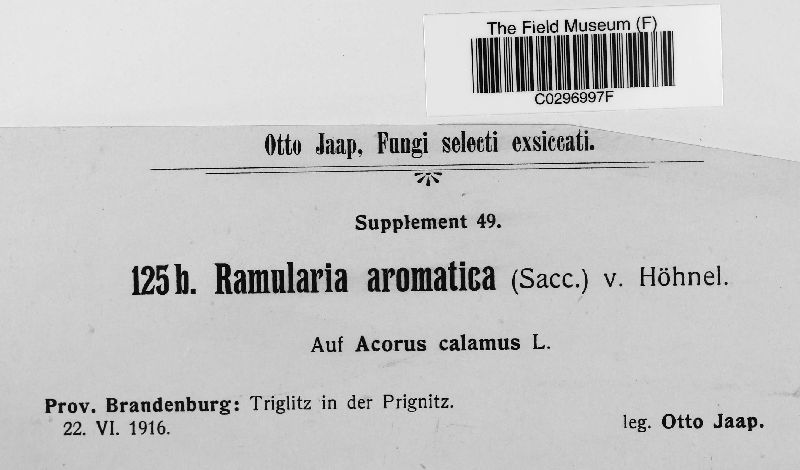 The Field Museum (F)
C0296997F
Otto Jaap, Fungi selecti exsiccati.
Supplement 49.
125 b. Ramularia aromatica (Sacc.) v. Höhnel.
Auf Acorus calamus L.
Prov. Brandenburg: Triglitz in der Prignitz.
22. VI. 1916.
leg. Otto Jaap.